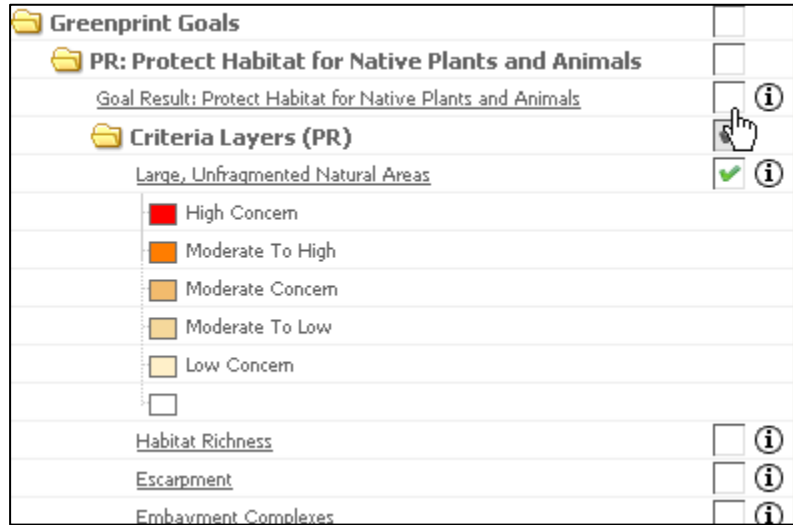 Greenprint Goals
PR: Protect Habitat for Native Plants and Animals
Goal Result: Protect Habitat for Native Plants and Animals
Criteria Layers (PR)
Large, Unfragmented Natural Areas
High Concern
Moderate To High
Moderate Concern
Moderate To Low
Low Concern
Habitat Richness
Escarpment
Embayment Complexes